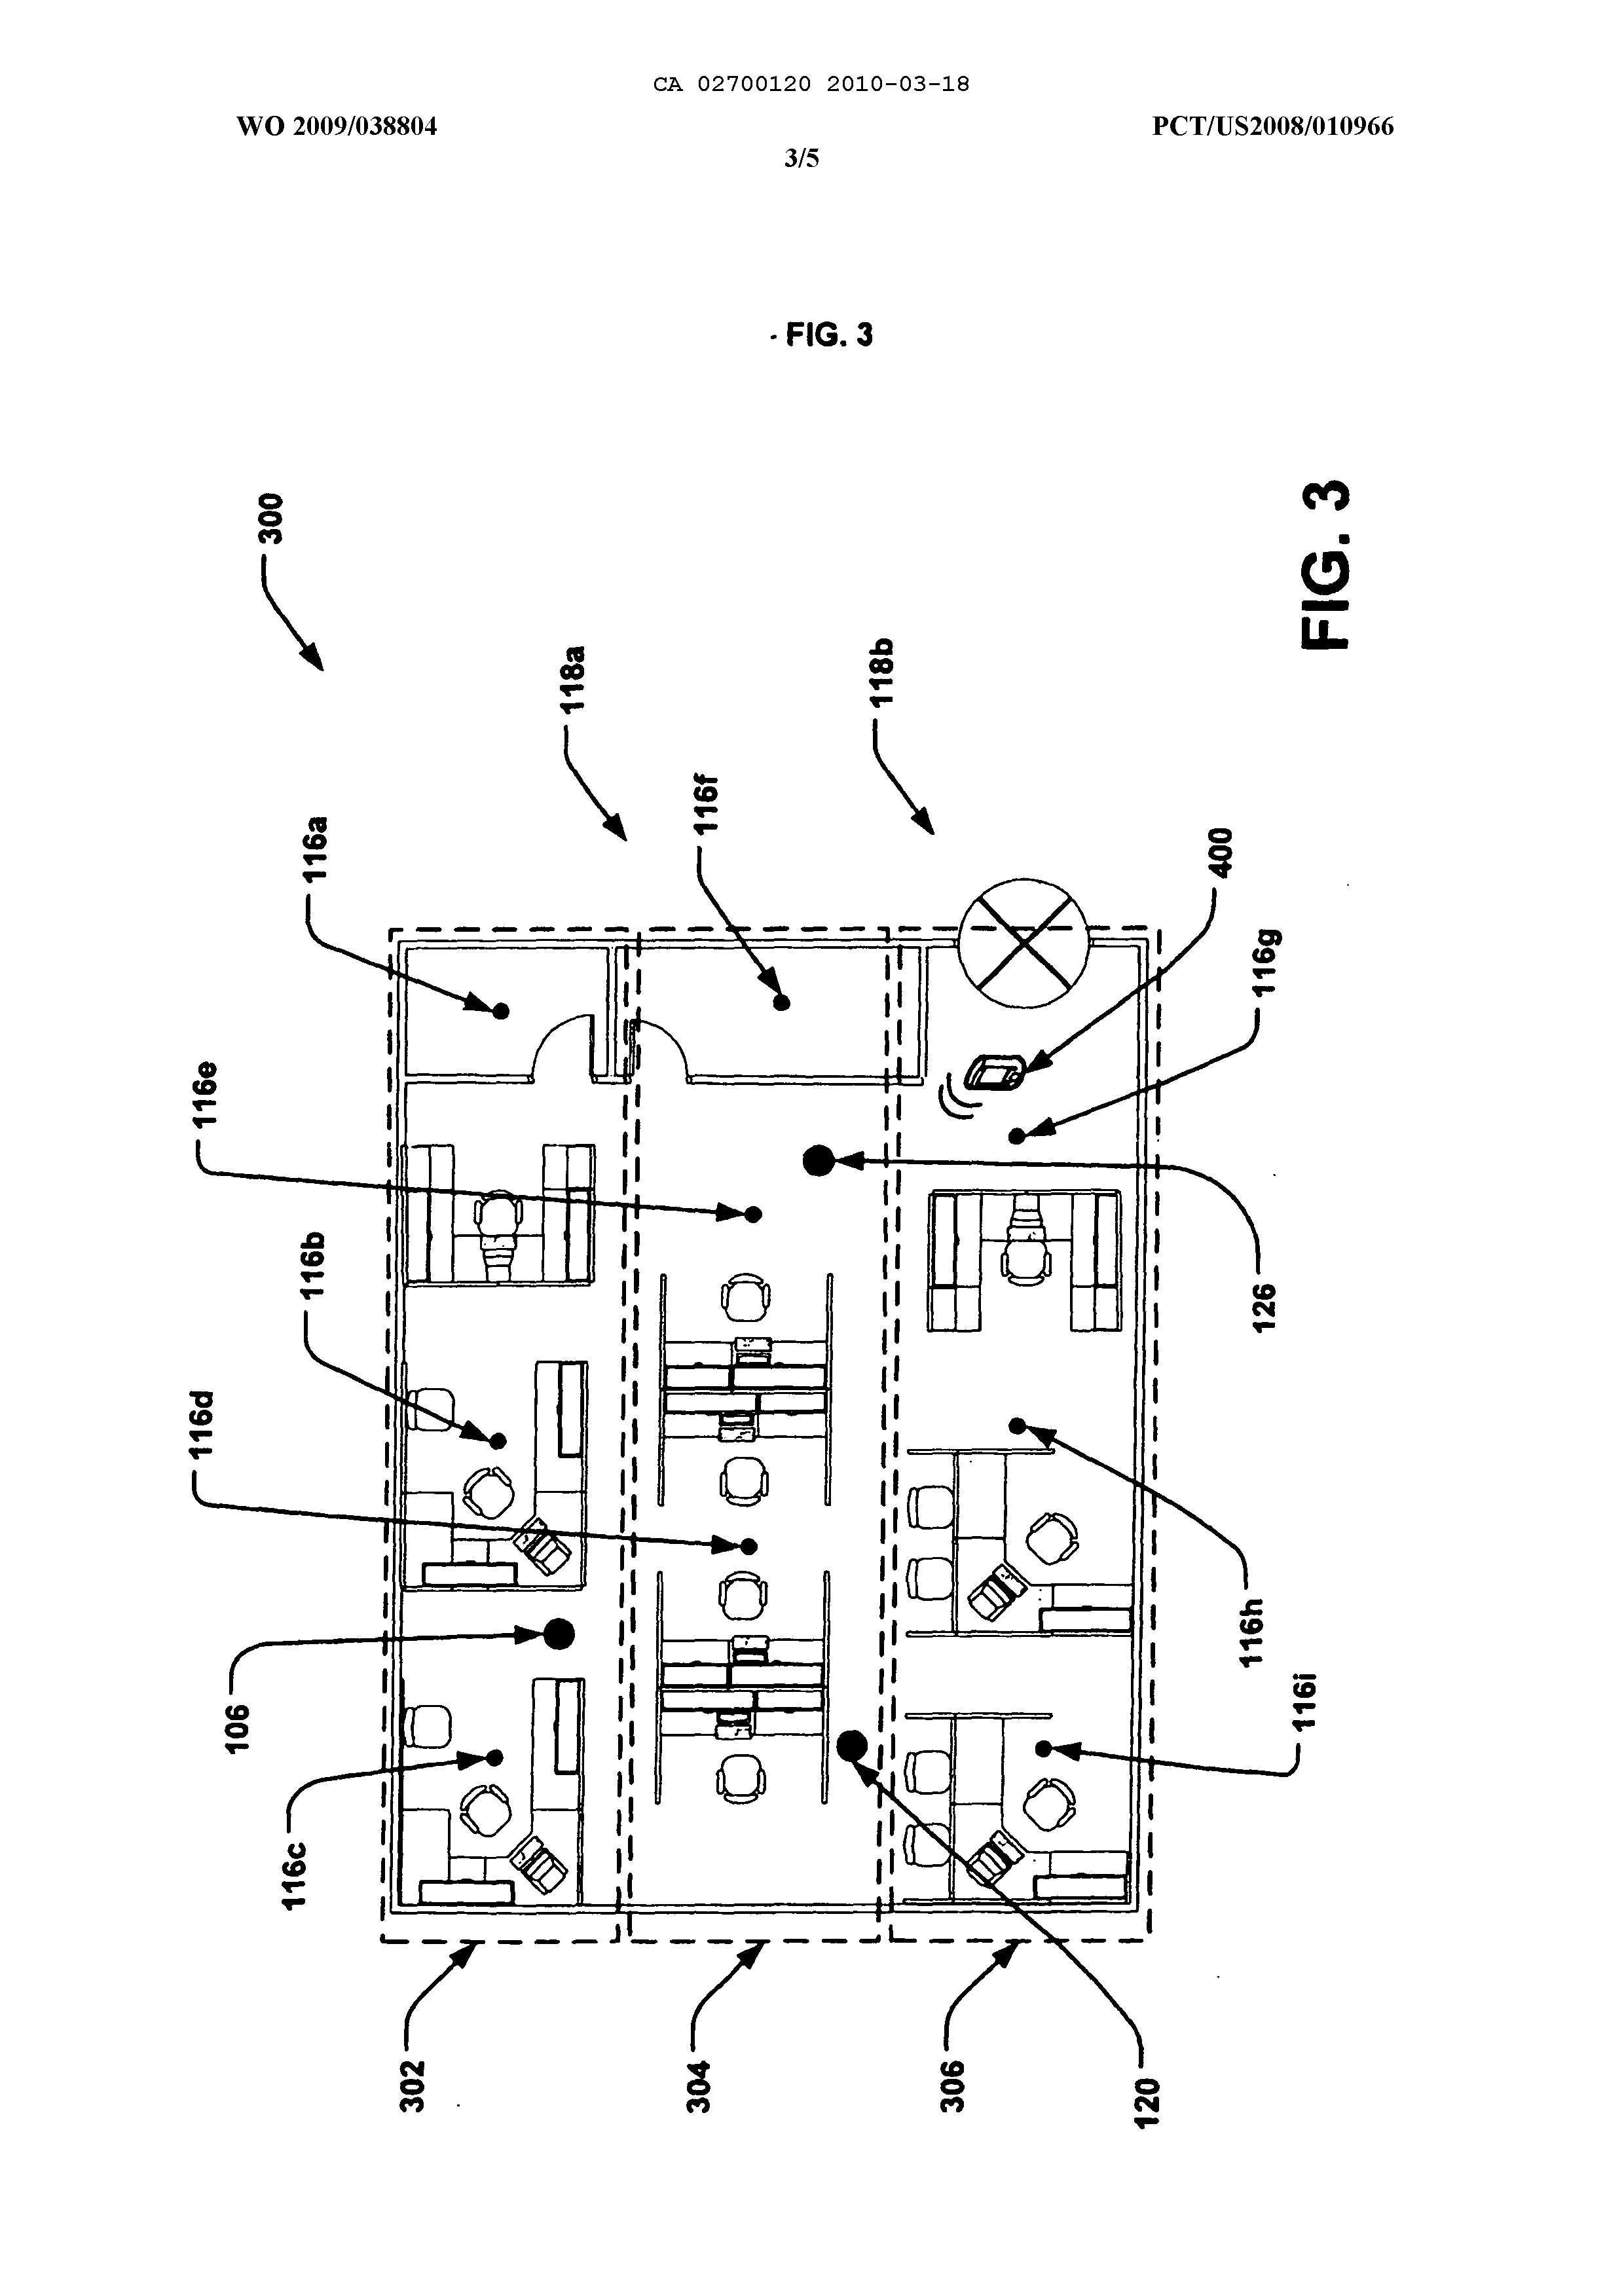 CA 02700120 2010-03-18
WO 2009/038804
PCT/US2008/010966
3/5
FIG. 3
300
118a
118b
116a
116f
400
116e
116g
116b
126
116d
106
116h
116c
116i
302
304
306
120
FIG. 3